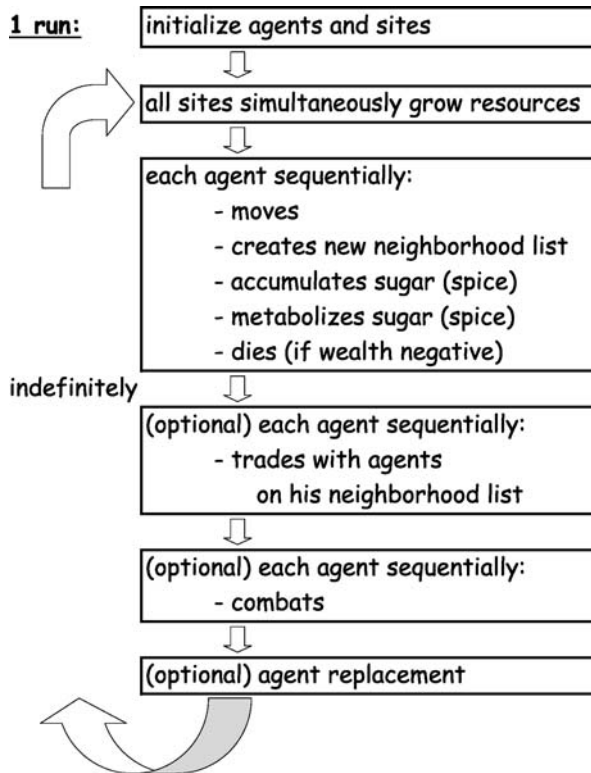 1 run:
initialize agents and sites
all sites simultaneously grow resources
each agent sequentially:
- moves
- creates new neighborhood list
- accumulates sugar (spice)
- metabolizes sugar (spice)
- dies (if wealth negative)
indefinitely
(optional) each agent sequentially:
- trades with agents
on his neighborhood list
(optional) each agent sequentially:
- combats
(optional) agent replacement